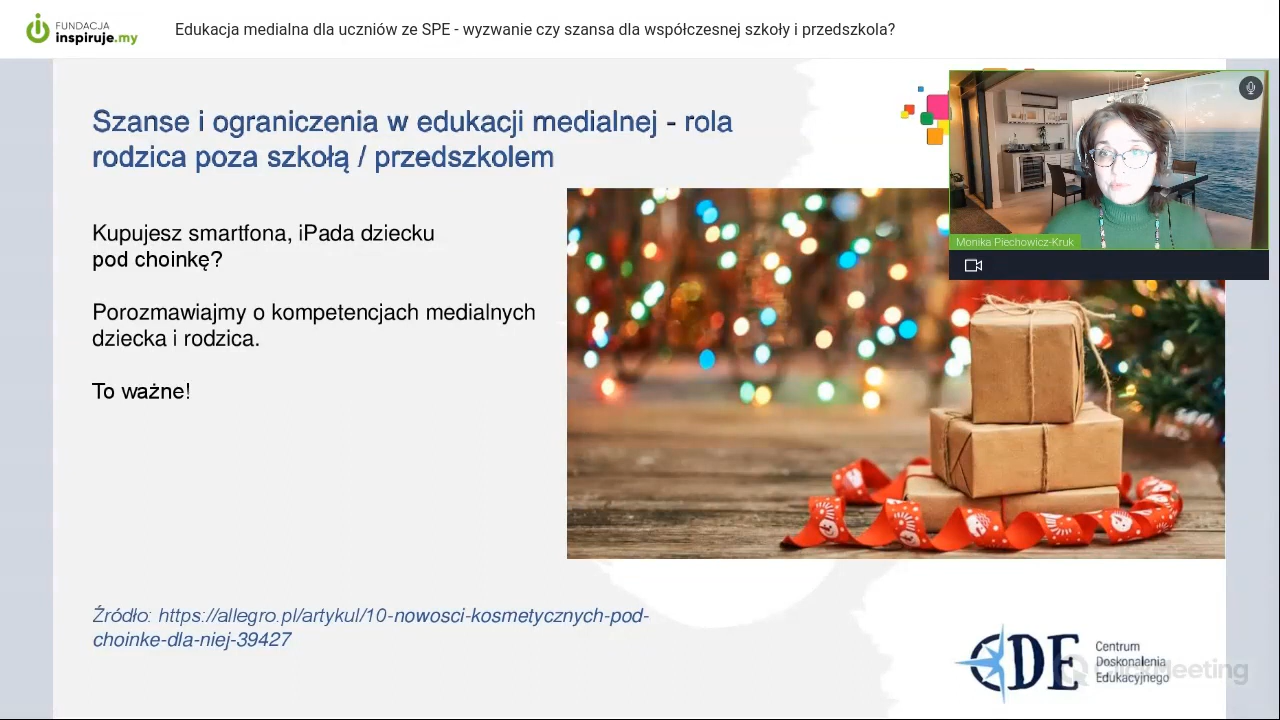 FUNDACJA
inspiruje.my
Edukacja medialna dla uczniów ze SPE - wyzwanie czy szansa dla współczesnej szkoły i przedszkola?
Szanse i ograniczenia w edukacji medialnej - rola
rodzica poza szkołą / przedszkolem
Monika Piechowicz-Kruk
Kupujesz smartfona, iPada dziecku
pod choinkę?
Porozmawiajmy o kompetencjach medialnych
dziecka i rodzica.
To ważne!
Źródło: https://allegro.pl/artykul/10-nowosci-kosmetycznych-pod-
choinke-dla-niej-39427
CDE
Centrum
Doskonalenia
Edukacyjnego
ClickMeeting